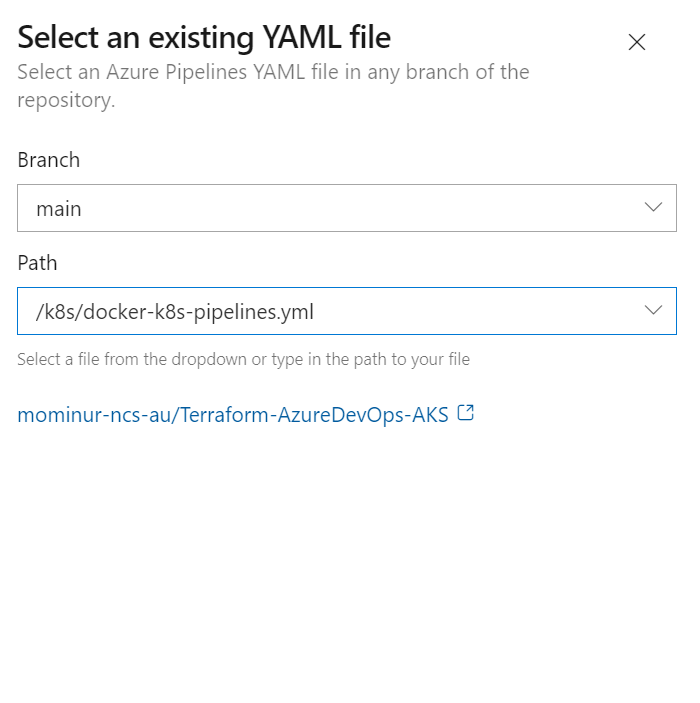 Select an existing YAML file
Select an Azure Pipelines YAML file in any branch of the
repository.
Branch
main
Path
/k8s/docker-k8s-pipelines.yml
Select a file from the dropdown or type in the path to your file
mominur-ncs-au/Terraform-AzureDevOps-AKS